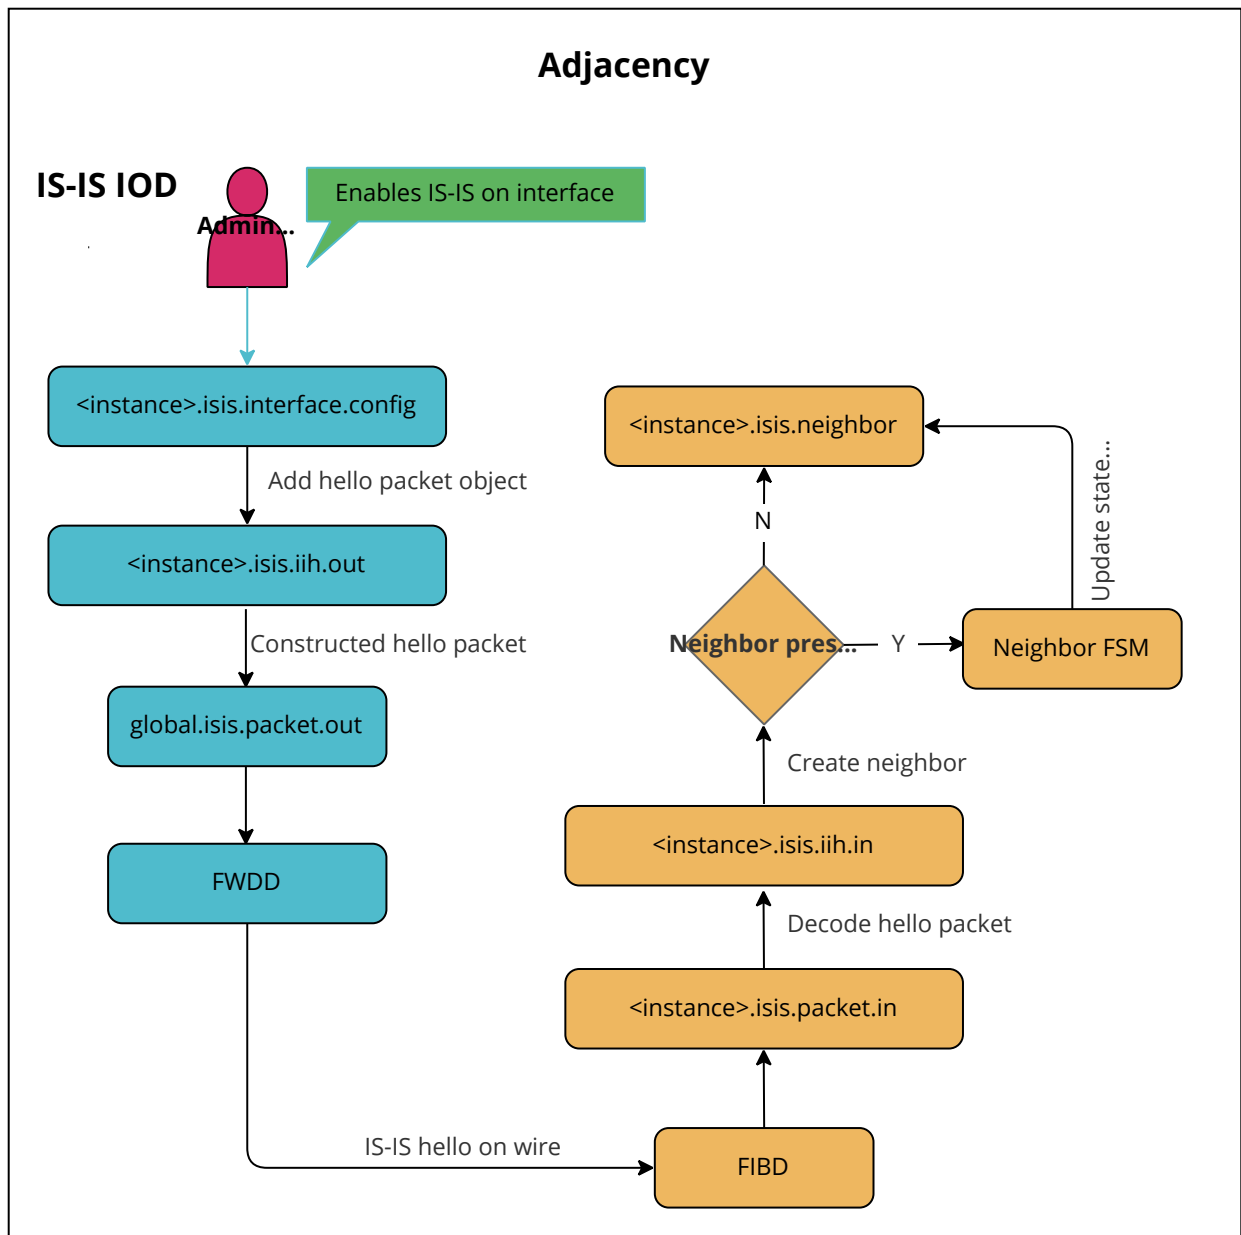 Adjacency
IS-IS IOD
Admin...
Enables IS-IS on interface
<instance>.isis.interface.config
Add hello packet object
<instance>.isis.iih.out
Constructed hello packet
global.isis.packet.out
FWDD
IS-IS hello on wire
FIBD
<instance>.isis.packet.in
Decode hello packet
<instance>.isis.iih.in
Create neighbor
Neighbor pres...
N
Y
<instance>.isis.neighbor
Neighbor FSM
Update state...